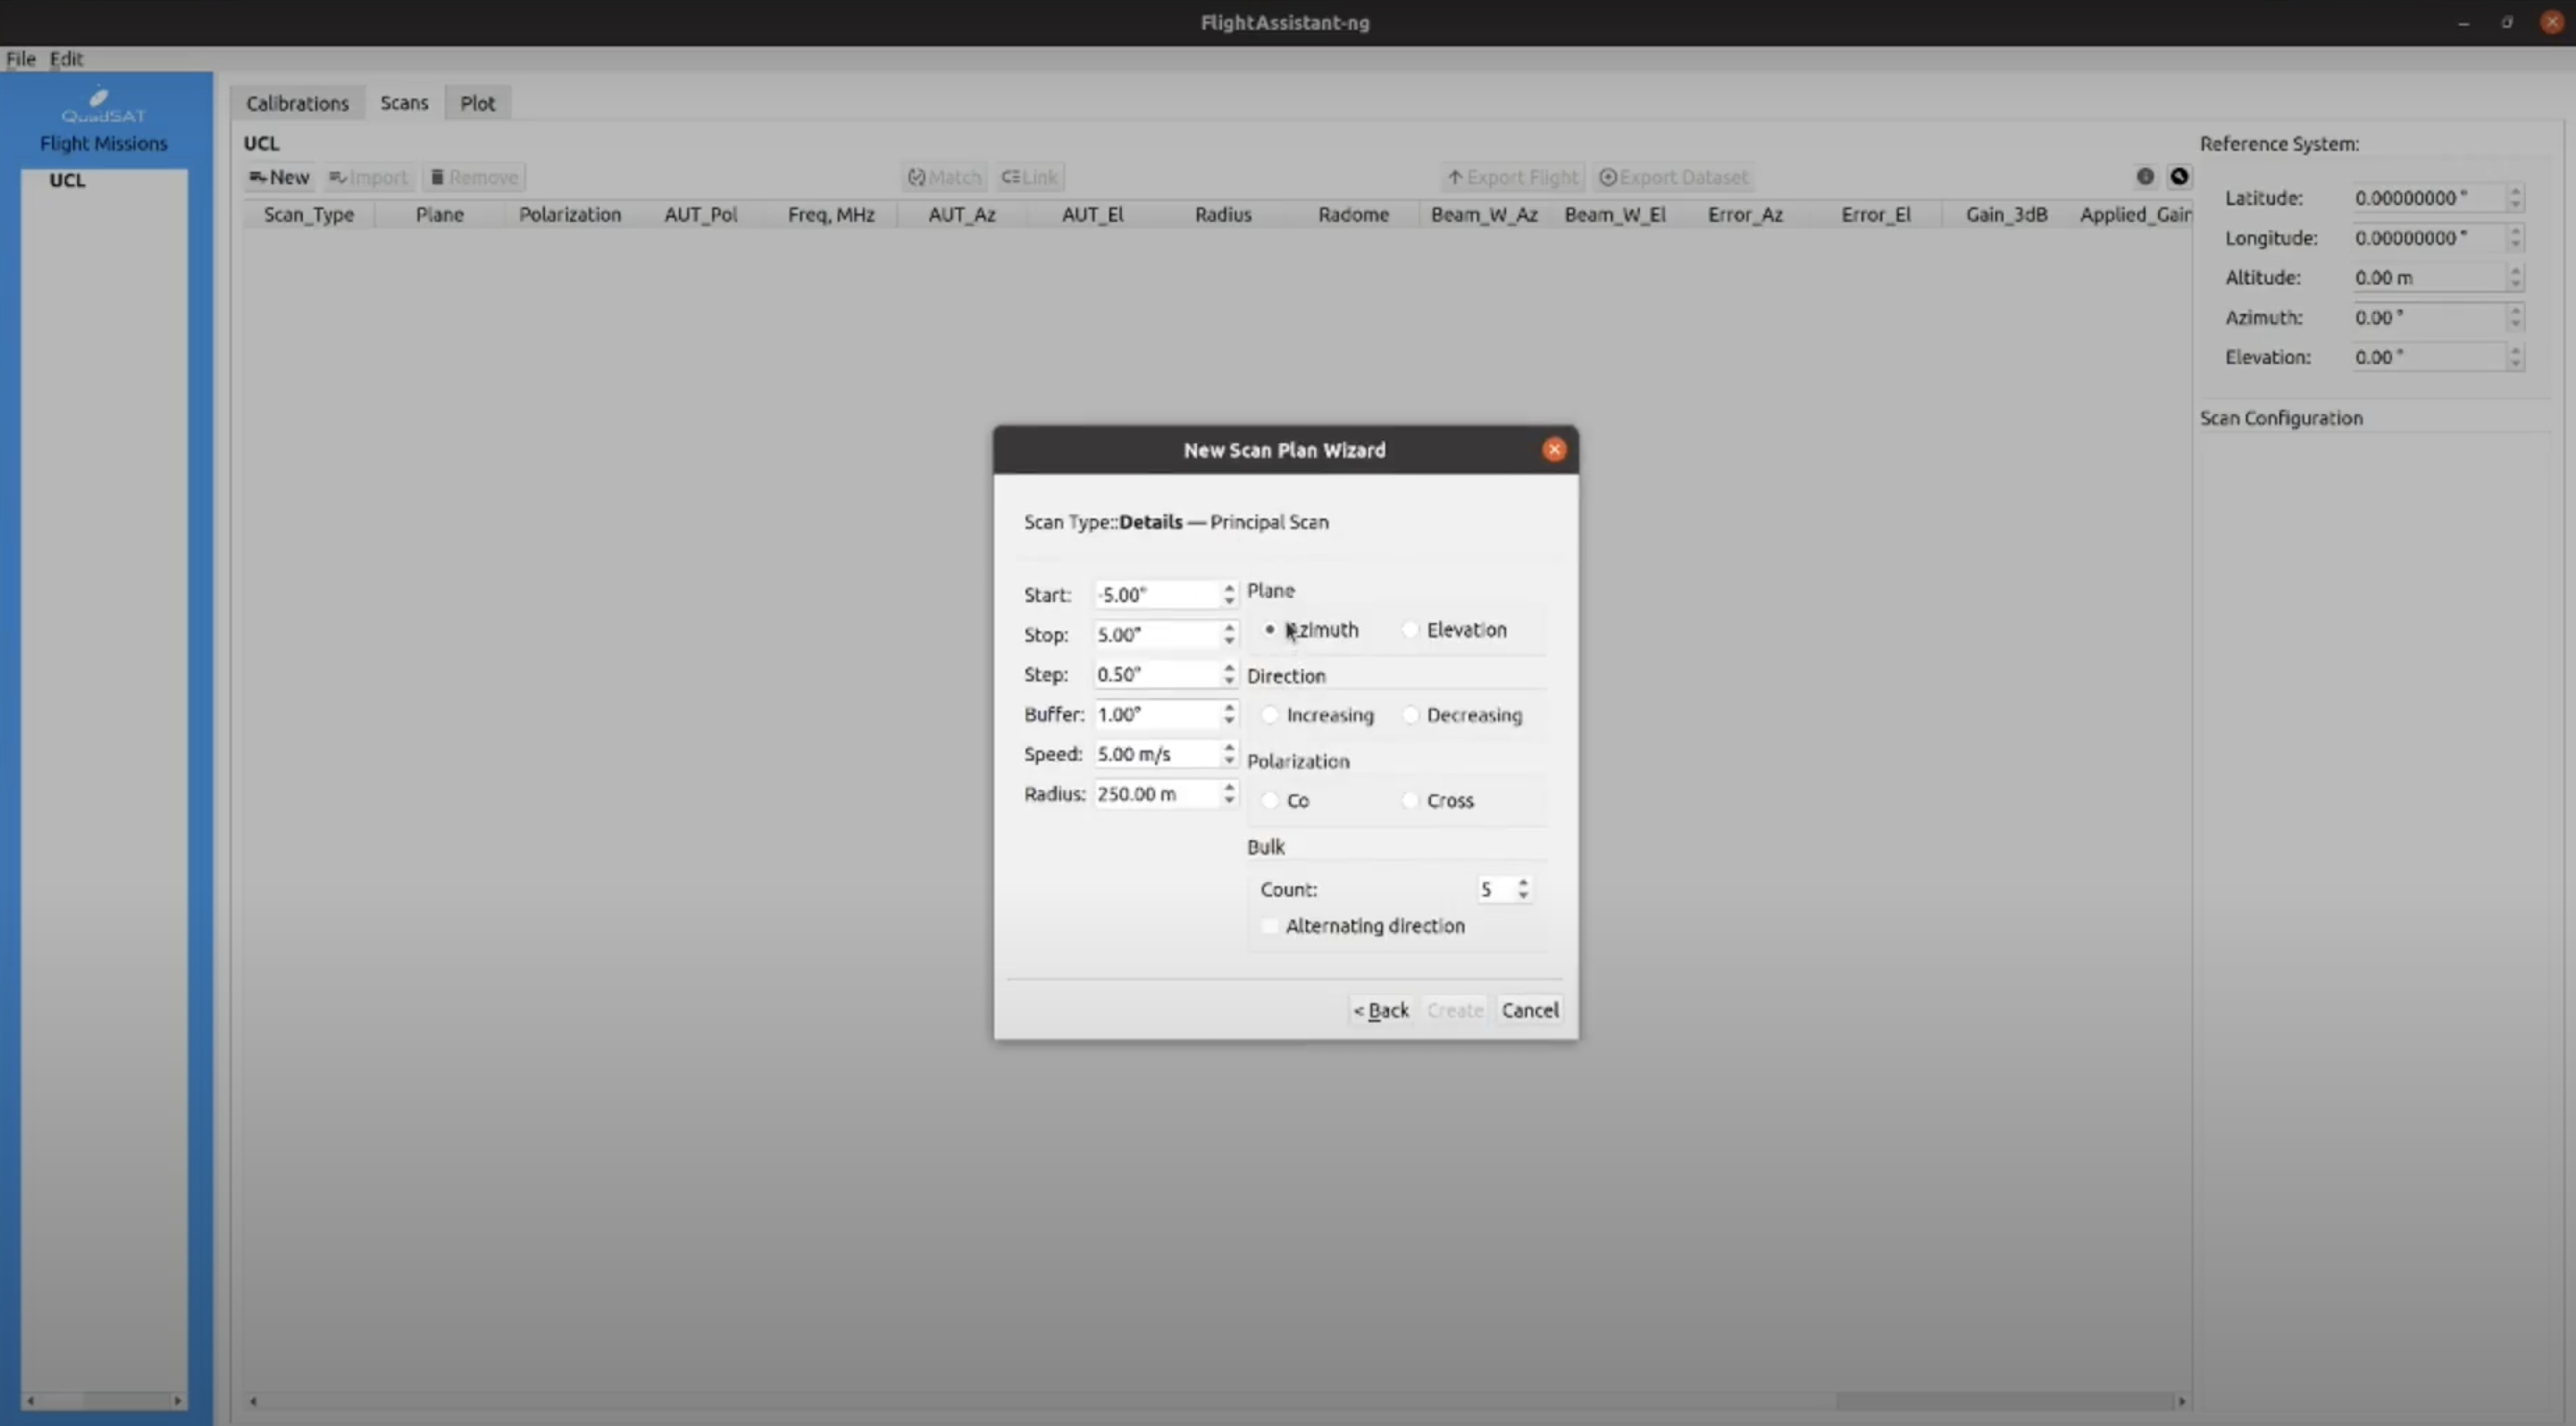 FlightAssistant-ng
File Edit
QuadSAT
Flight Missions
UCL
Calibrations Scans Plot
UCL
New Import Remove Match Link Export Flight Export Dataset
Scan_Type Plane Polarization AUT_Pol Freq, MHz AUT_Az AUT_El Radius Radome Beam_W_Az Beam_W_El Error_Az Error_El Gain_3dB Applied_Gain
Reference System:
Latitude: 0.00000000 °
Longitude: 0.00000000 °
Altitude: 0.00 m
Azimuth: 0.00 °
Elevation: 0.00 °
Scan Configuration
New Scan Plan Wizard
Scan Type::Details — Principal Scan
Start: -5.00°
Stop: 5.00°
Step: 0.50°
Buffer: 1.00°
Speed: 5.00 m/s
Radius: 250.00 m
Plane
Azimuth Elevation
Direction
Increasing Decreasing
Polarization
Co Cross
Bulk
Count: 5
Alternating direction
< Back Create Cancel